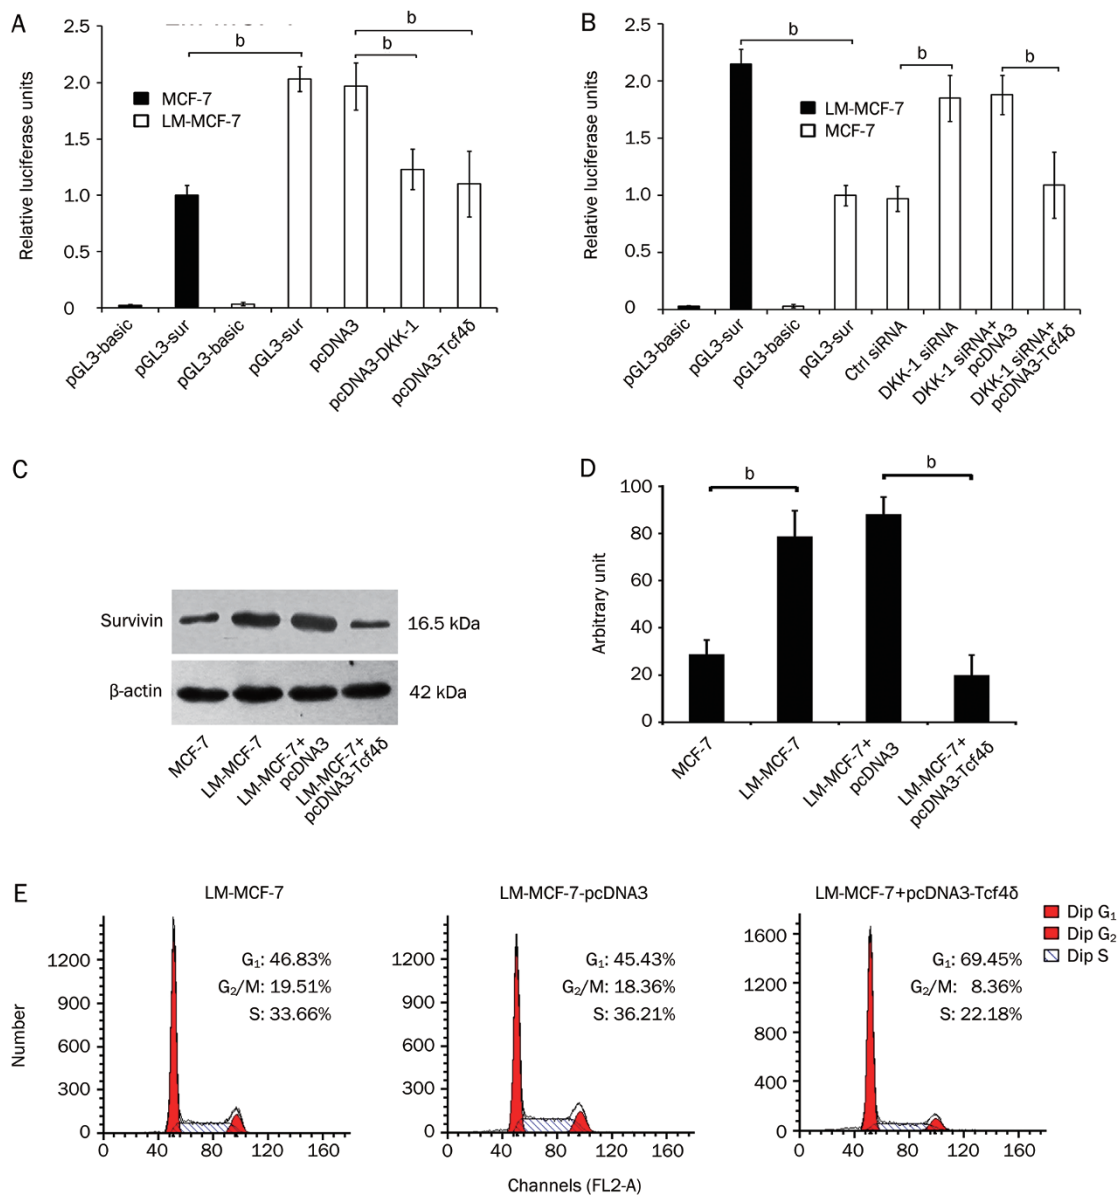 A
2.5
2.0
1.5
1.0
0.5
0
Relative luciferase units
b
b
b
MCF-7
LM-MCF-7
pGL3-basic
pGL3-sur
pGL3-basic
pGL3-sur
pcDNA3
pcDNA3-DKK-1
pcDNA3-Tcf4δ
B
2.5
2.0
1.5
1.0
0.5
0
Relative luciferase units
b
b
b
LM-MCF-7
MCF-7
pGL3-basic
pGL3-sur
pGL3-basic
pGL3-sur
Ctrl siRNA
DKK-1 siRNA
DKK-1 siRNA+
pcDNA3
DKK-1 siRNA+
pcDNA3-Tcf4δ
C
Survivin
16.5 kDa
β-actin
42 kDa
MCF-7
LM-MCF-7
LM-MCF-7+
pcDNA3
LM-MCF-7+
pcDNA3-Tcf4δ
D
100
80
60
40
20
0
Arbitrary unit
b
b
MCF-7
LM-MCF-7
LM-MCF-7+
pcDNA3
LM-MCF-7+
pcDNA3-Tcf4δ
E
LM-MCF-7
1200
900
600
300
0
Number
G₁: 46.83%
G₂/M: 19.51%
S: 33.66%
0 40 80 120 160
LM-MCF-7-pcDNA3
1200
900
600
300
0
G₁: 45.43%
G₂/M: 18.36%
S: 36.21%
0 40 80 120 160
Channels (FL2-A)
LM-MCF-7+pcDNA3-Tcf4δ
1600
1200
800
400
0
G₁: 69.45%
G₂/M: 8.36%
S: 22.18%
0 40 80 120 160
Dip G₁
Dip G₂
Dip S